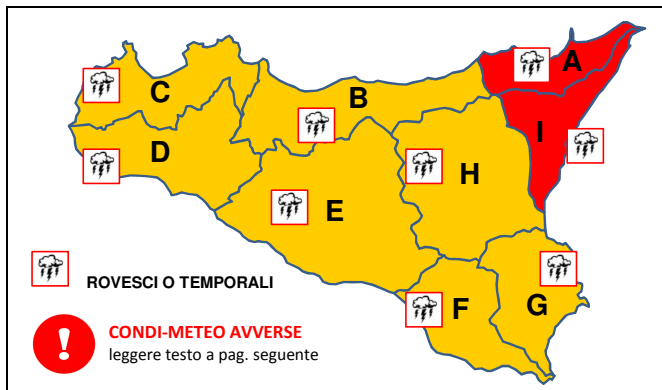 A
C
B
I
D
H
E
ROVESCI O TEMPORALI
F
G
CONDI-METEO AVVERSE
leggere testo a pag. seguente
!